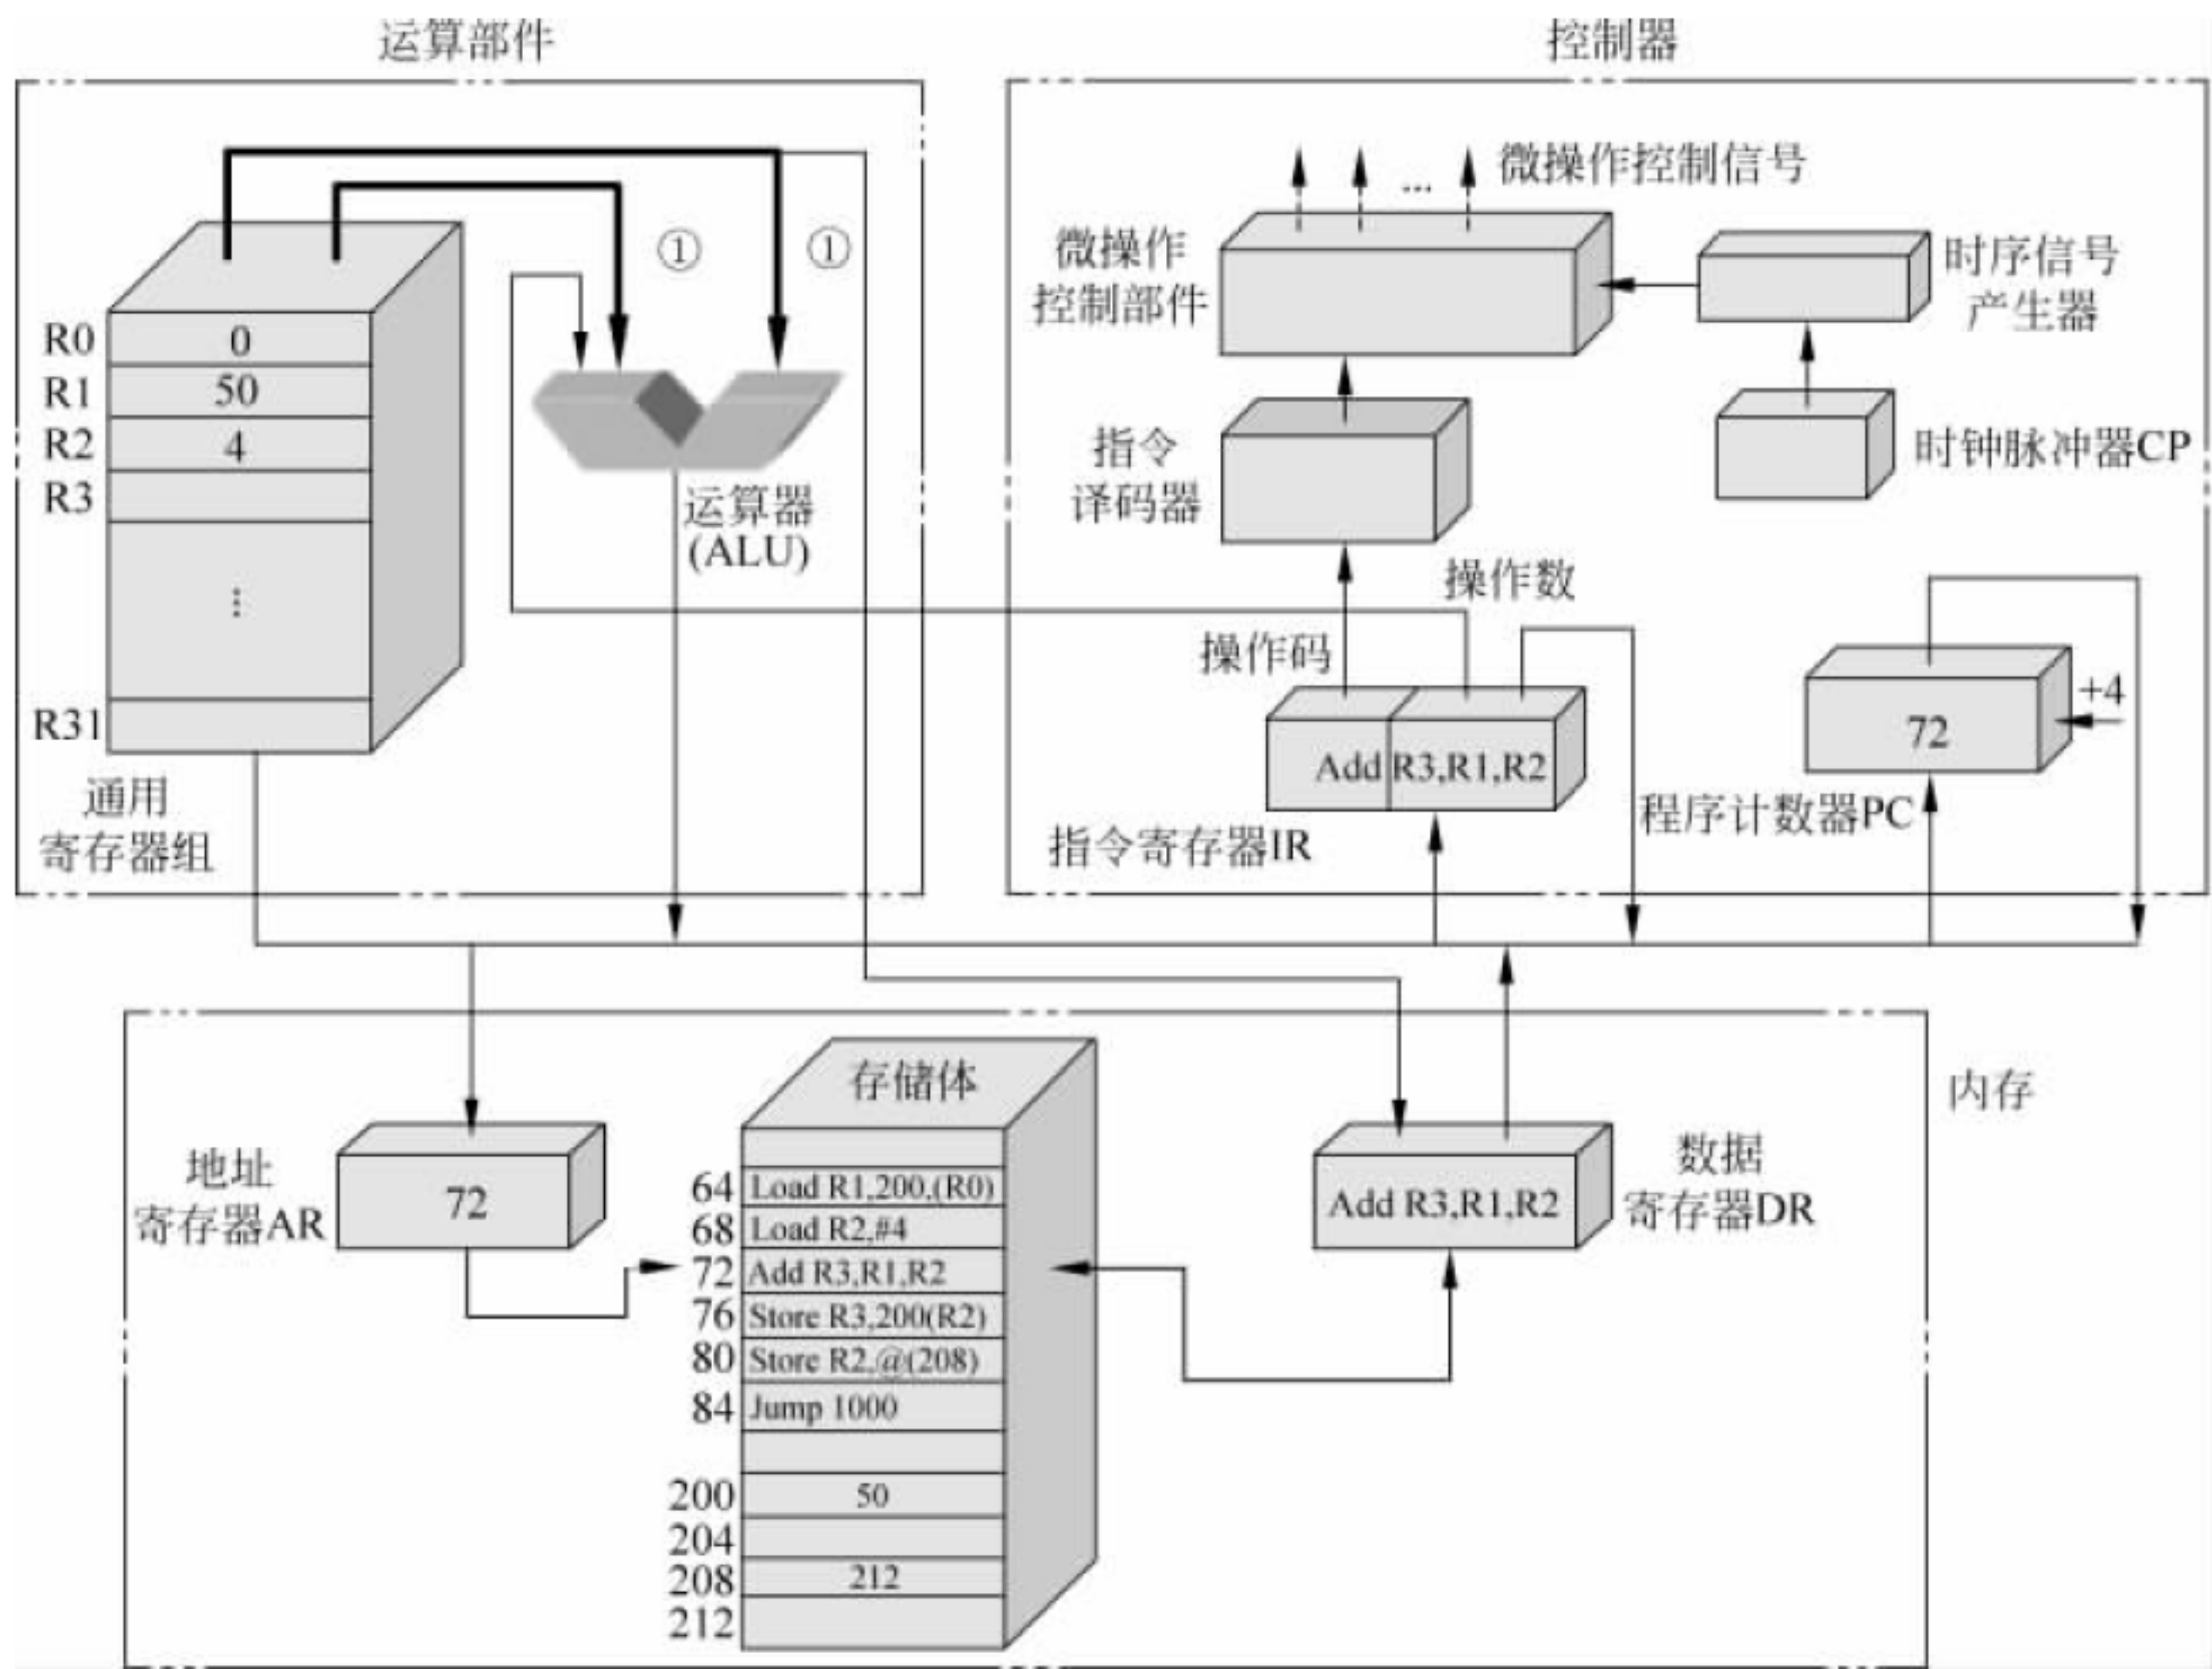 运算部件
控制器
R0
0
R1
50
R2
4
R3
⋮
R31
通用
寄存器组
①
①
运算器
(ALU)
...
微操作控制信号
微操作
控制部件
时序信号
产生器
时钟脉冲器CP
指令
译码器
操作码
操作数
Add R3,R1,R2
指令寄存器IR
72
+4
程序计数器PC
内存
地址
寄存器AR
72
存储体
64 Load R1,200,(R0)
68 Load R2,#4
72 Add R3,R1,R2
76 Store R3,200(R2)
80 Store R2,@(208)
84 Jump 1000
200 50
204
208 212
212
Add R3,R1,R2
数据
寄存器DR